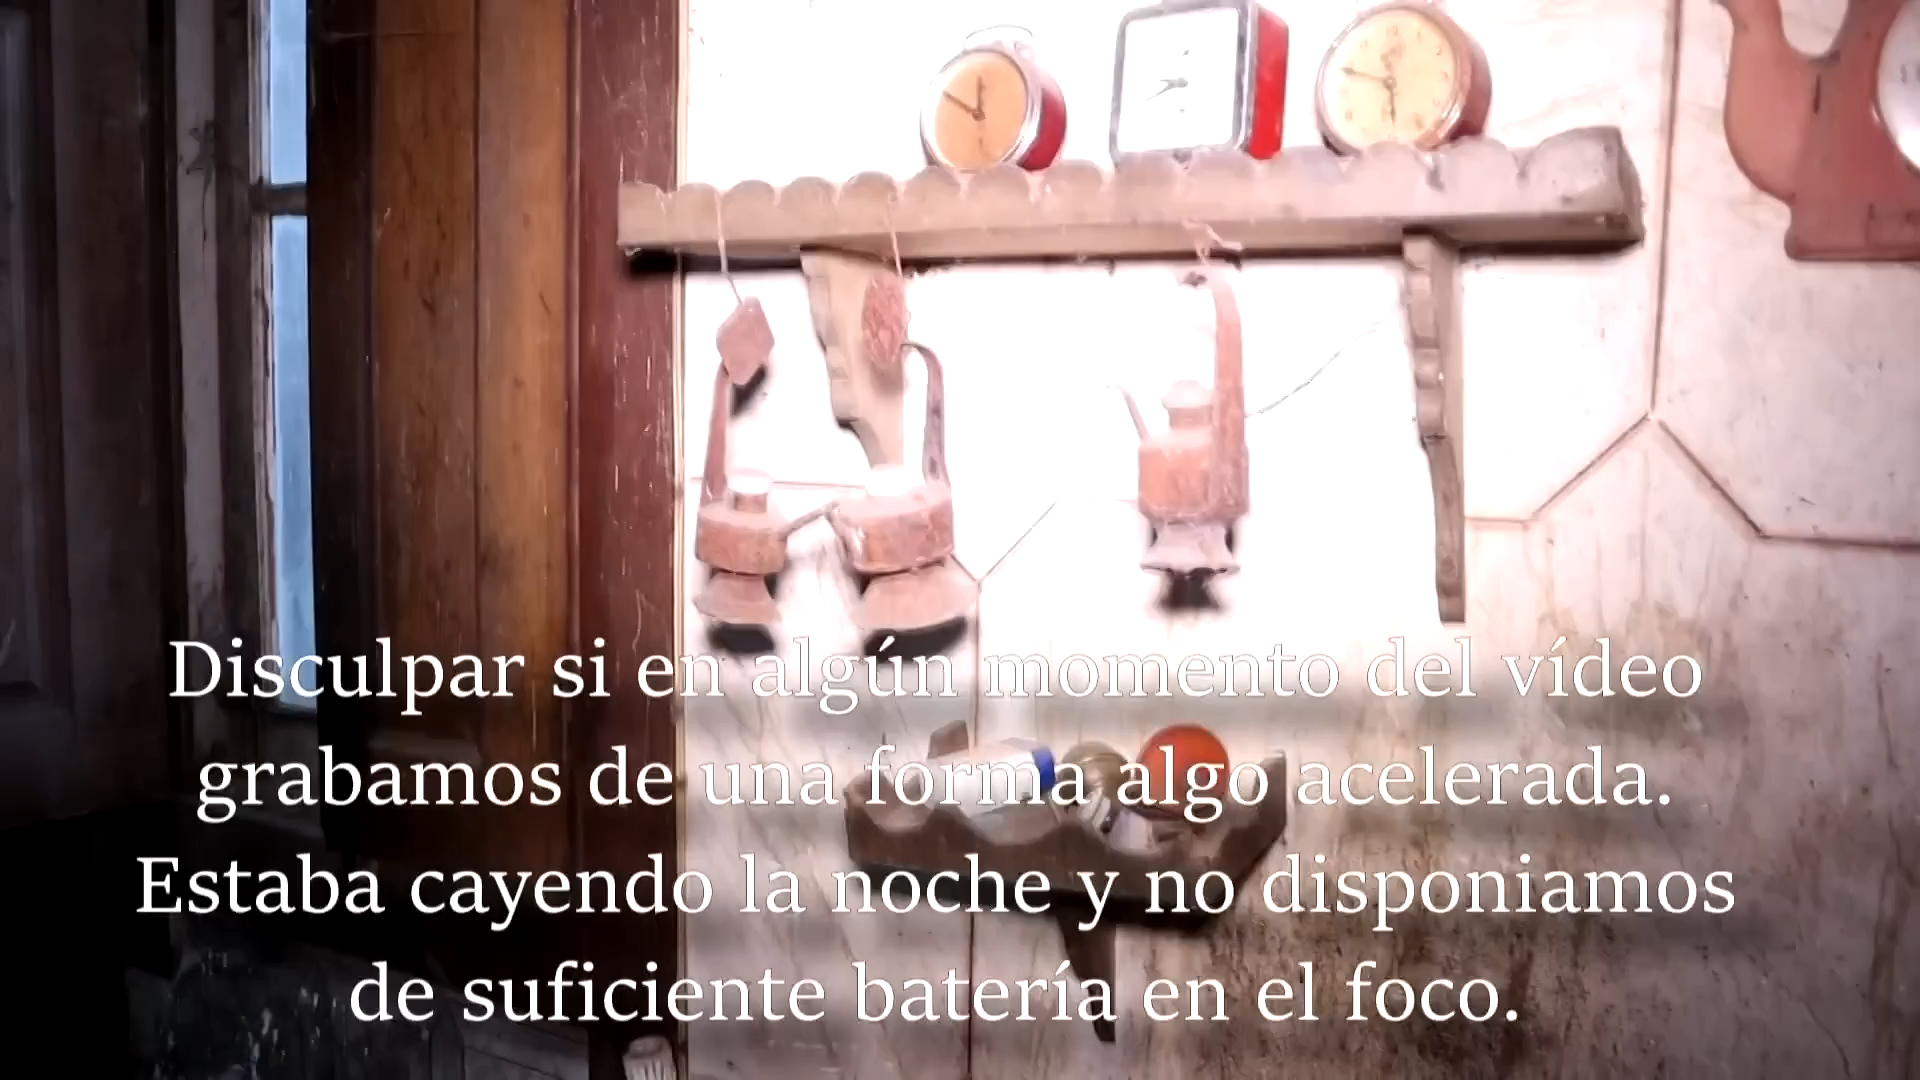 Disculpar si en algún momento del vídeo
grabamos de una forma algo acelerada.
Estaba cayendo la noche y no disponiamos
de suficiente batería en el foco.